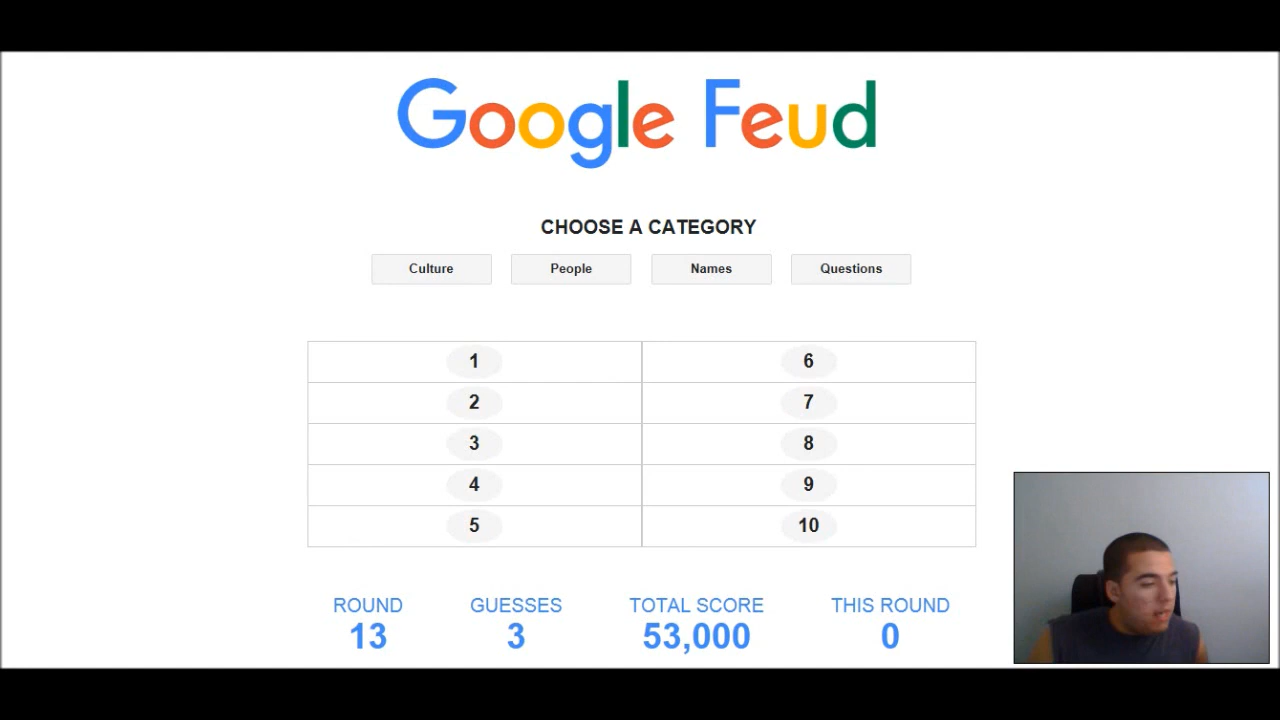 Google Feud
CHOOSE A CATEGORY
Culture People Names Questions
1 6
2 7
3 8
4 9
5 10
ROUND GUESSES TOTAL SCORE THIS ROUND
13 3 53,000 0